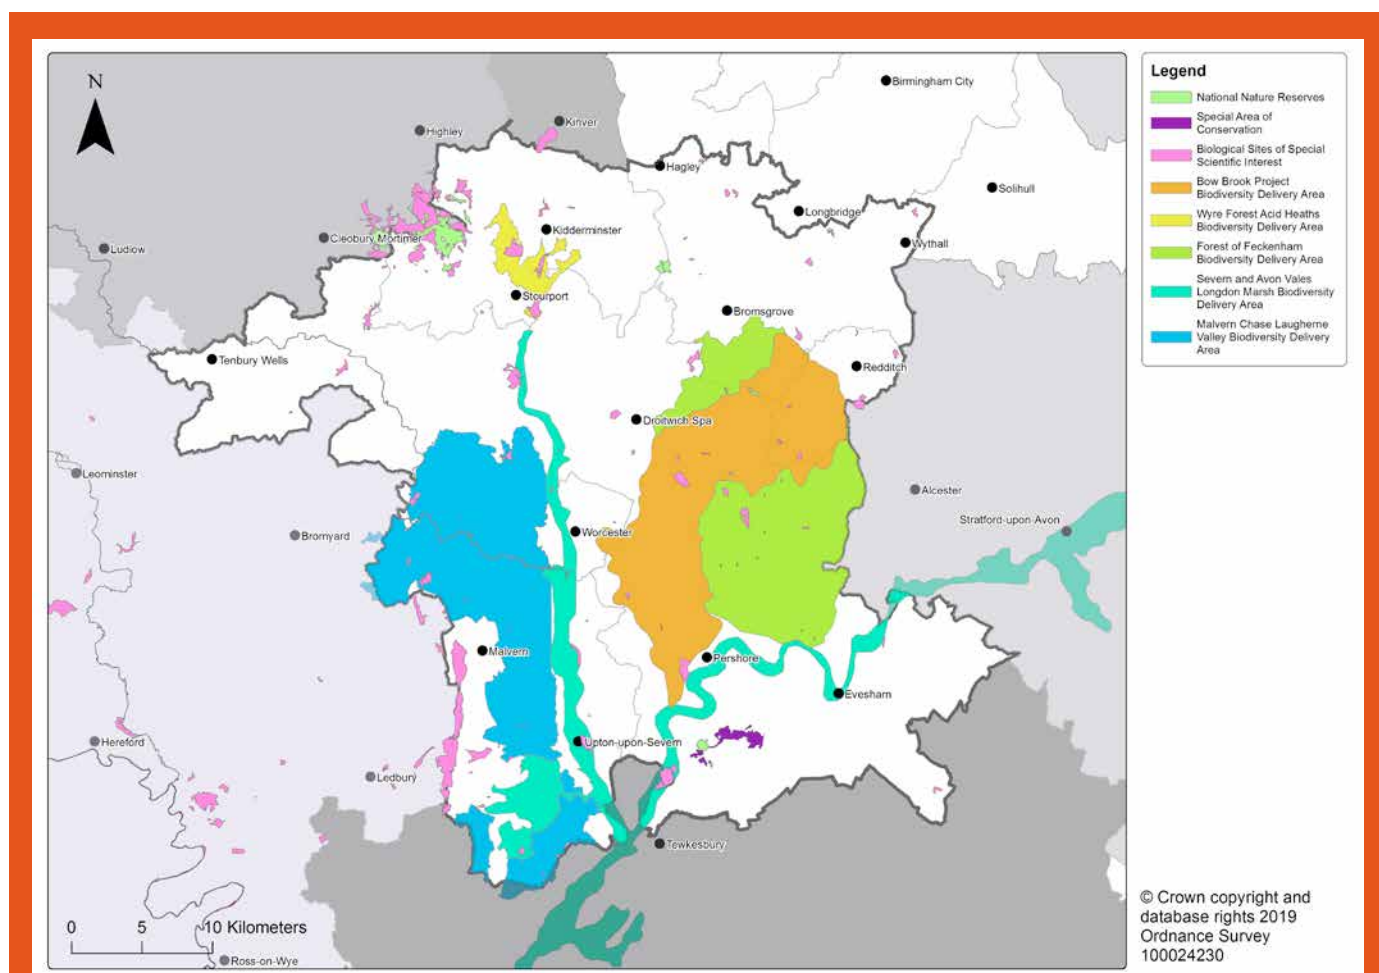 N
Birmingham City
Kinver
Highley
Hagley
Solihull
Longbridge
Kidderminster
Cleobury Mortimer
Wythall
Ludlow
Stourport
Bromsgrove
Tenbury Wells
Redditch
Droitwich Spa
Leominster
Alcester
Stratford-upon-Avon
Worcester
Bromyard
Malvern
Pershore
Evesham
Hereford
Upton-upon-Severn
Ledbury
Tewkesbury
0 5 10 Kilometers
Ross-on-Wye
Legend
National Nature Reserves
Special Area of
Conservation
Biological Sites of Special
Scientific Interest
Bow Brook Project
Biodiversity Delivery Area
Wyre Forest Acid Heaths
Biodiversity Delivery Area
Forest of Feckenham
Biodiversity Delivery Area
Severn and Avon Vales
Longdon Marsh Biodiversity
Delivery Area
Malvern Chase Laugherne
Valley Biodiversity Delivery
Area
© Crown copyright and
database rights 2019
Ordnance Survey
100024230